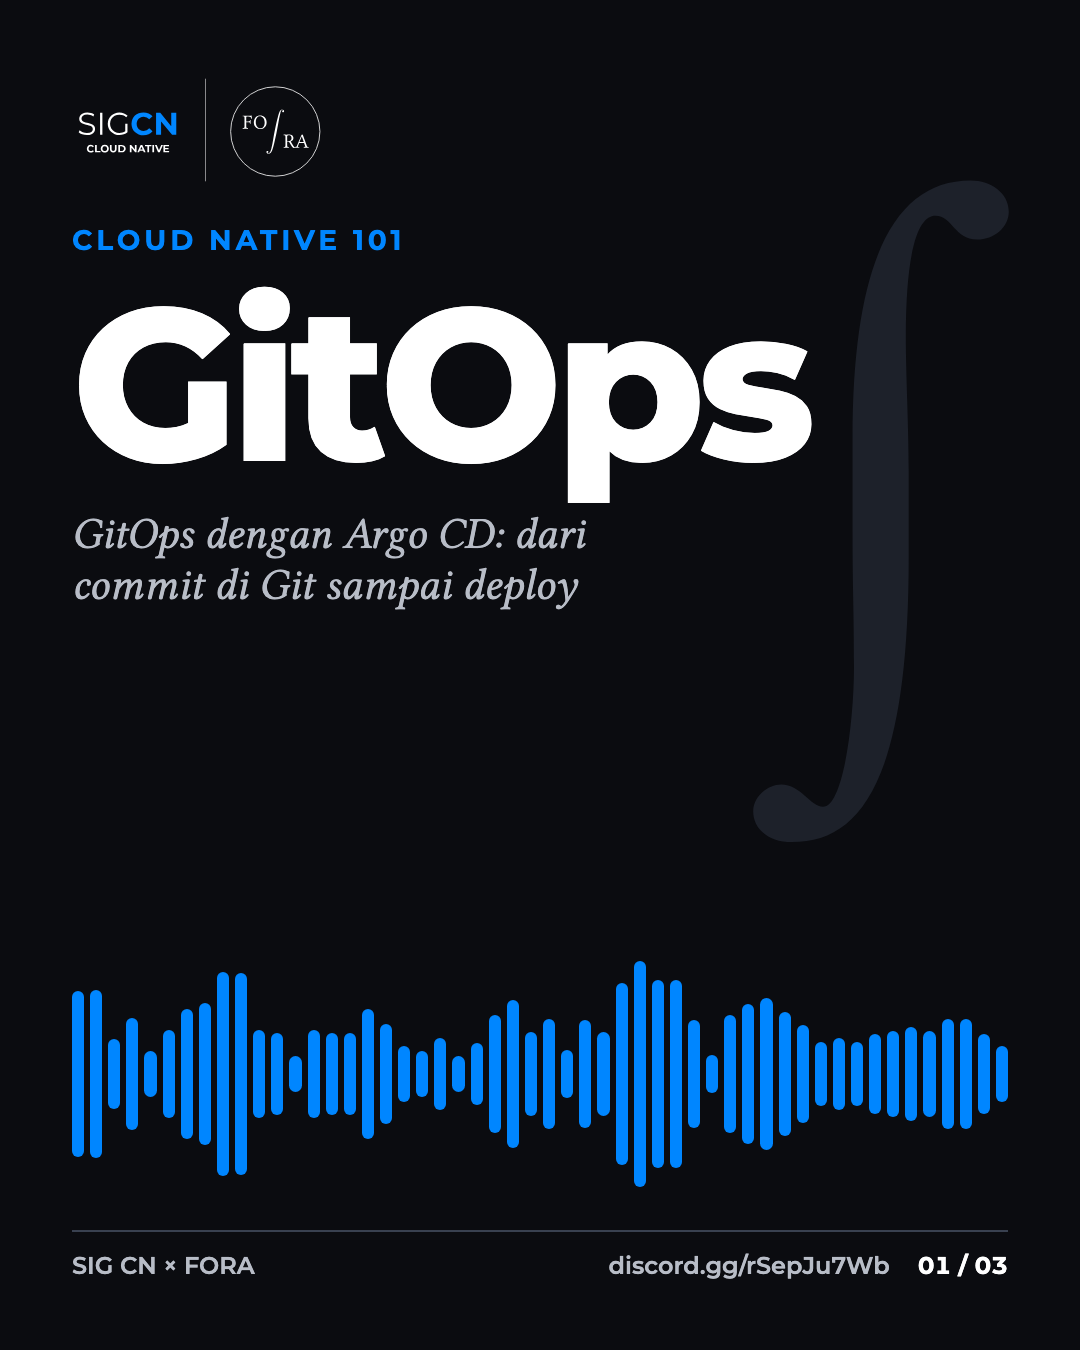 SIGCN
CLOUD NATIVE
FO∫RA
CLOUD NATIVE 101
GitOps
GitOps dengan Argo CD: dari
commit di Git sampai deploy
∫
SIG CN × FORA
discord.gg/rSepJu7Wb
01 / 03